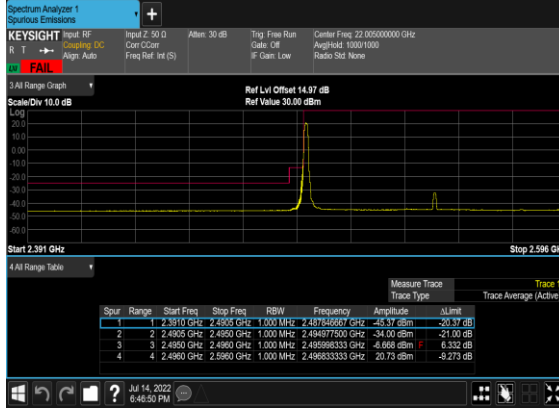 Spectrum Analyzer 1
Spurious Emissions
+
KEYSIGHT Input: RF Input Z: 50 Ω Atten: 30 dB Trig: Free Run Center Freq: 22.005000000 GHz
R T Coupling: DC Corr CCorr Gate: Off Avg|Hold: 1000/1000
Align: Auto Freq Ref: Int (S) IF Gain: Low Radio Std: None
LXI FAIL
3 All Range Graph
Ref Lvl Offset 14.97 dB
Scale/Div 10.0 dB Ref Value 30.00 dBm
Log
20.0
10.0
0.00
-10.0
-20.0
-30.0
-40.0
-50.0
-60.0
Start 2.391 GHz Stop 2.596 GH
4 All Range Table
Measure Trace Trace 1
Trace Type Trace Average (Active
Spur Range Start Freq Stop Freq RBW Frequency Amplitude ΔLimit
1 1 2.3910 GHz 2.4905 GHz 1.000 MHz 2.487646667 GHz -45.37 dBm -20.37 dB
2 2 2.4905 GHz 2.4950 GHz 1.000 MHz 2.494977500 GHz -34.00 dBm -21.00 dB
3 3 2.4950 GHz 2.4960 GHz 1.000 MHz 2.495998333 GHz -6.668 dBm F 6.332 dB
4 4 2.4960 GHz 2.5960 GHz 1.000 MHz 2.496833333 GHz 20.73 dBm -9.273 dB
? Jul 14, 2022
6:46:50 PM